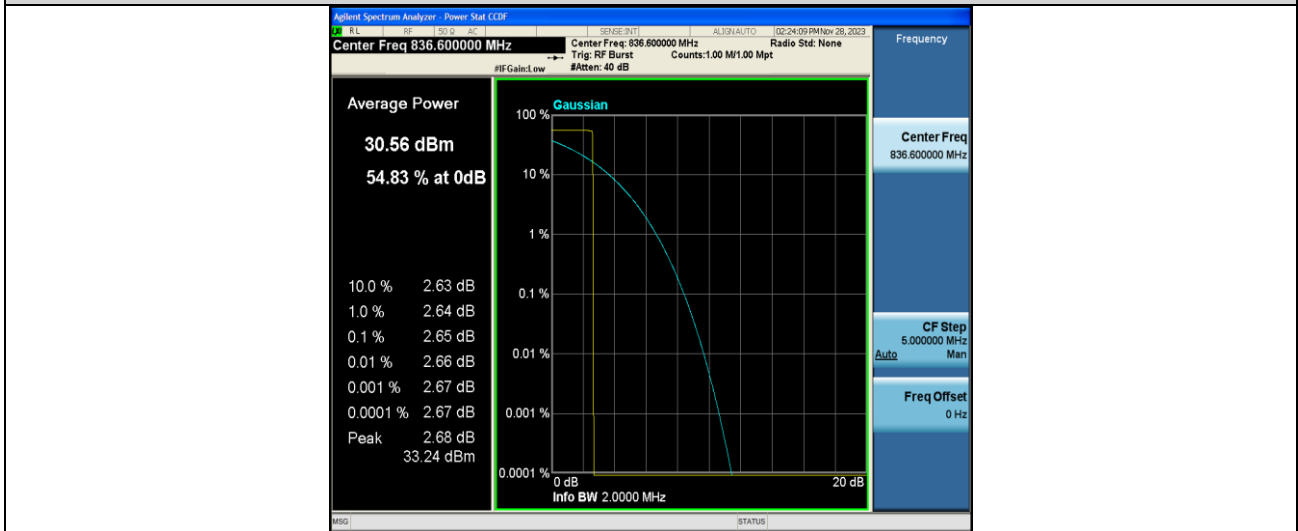 Agilent Spectrum Analyzer - Power Stat CCDF
RL RF 50 Ω AC SENSE:INT ALIGNAUTO 02:24:09 PM Nov 28, 2023
Center Freq 836.600000 MHz
Center Freq: 836.600000 MHz Radio Std: None
Trig: RF Burst Counts:1.00 M/1.00 Mpt
#IFGain:Low #Atten: 40 dB
Frequency
Average Power
30.56 dBm
54.83 % at 0dB
10.0 % 2.63 dB
1.0 % 2.64 dB
0.1 % 2.65 dB
0.01 % 2.66 dB
0.001 % 2.67 dB
0.0001 % 2.67 dB
Peak 2.68 dB
33.24 dBm
Gaussian
100 %
10 %
1 %
0.1 %
0.01 %
0.001 %
0.0001 %
0 dB 20 dB
Info BW 2.0000 MHz
Center Freq
836.600000 MHz
CF Step
5.000000 MHz
Auto Man
Freq Offset
0 Hz
MSG STATUS